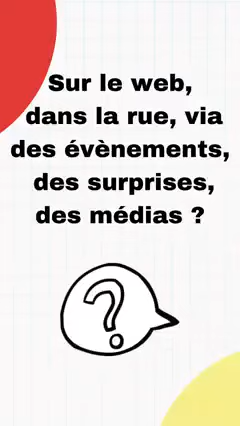 Sur le web,
dans la rue, via
des évènements,
des surprises,
des médias ?
?